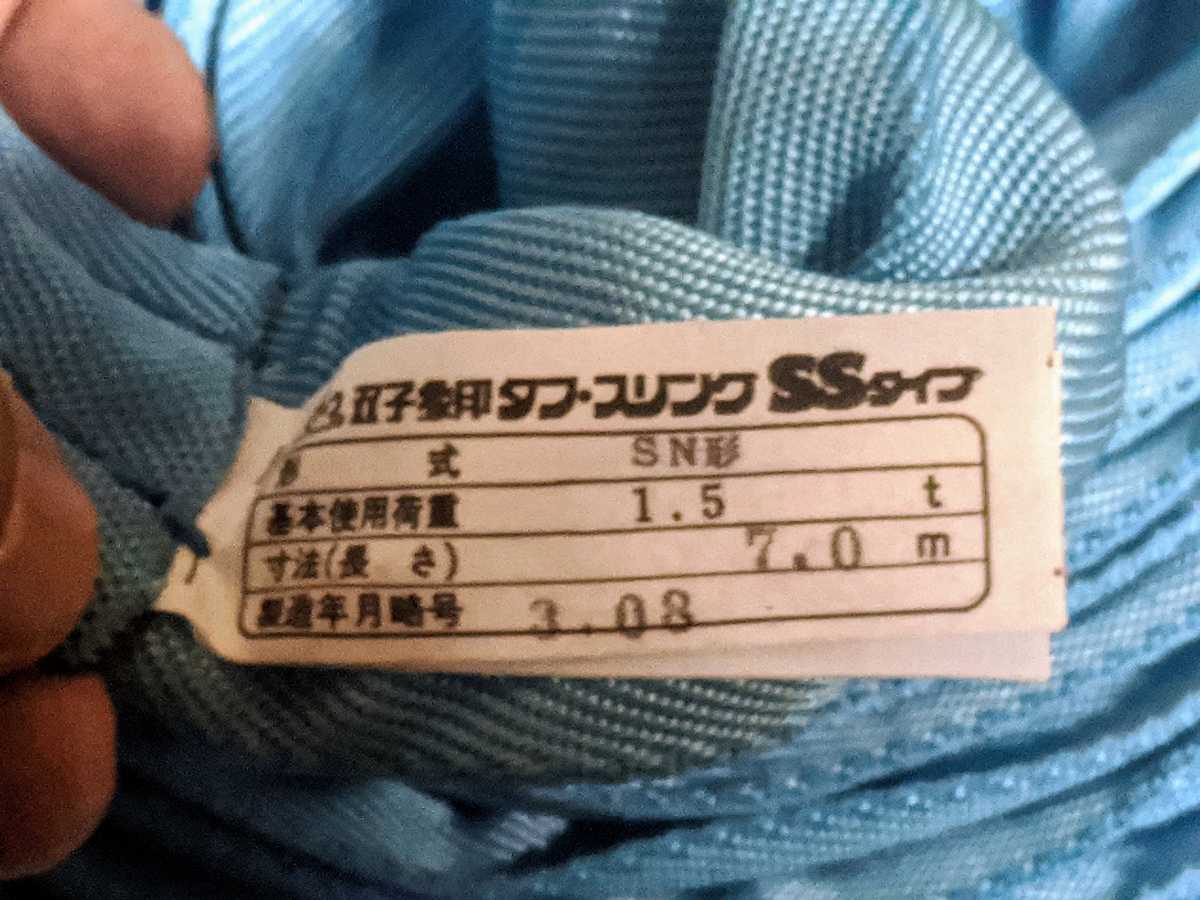 双子象印 タフ・スリング SSタイプ
形 式 SN形
基本使用荷重 1.5 t
寸法(長 さ) 7.0 m
製造年月略号 3.08